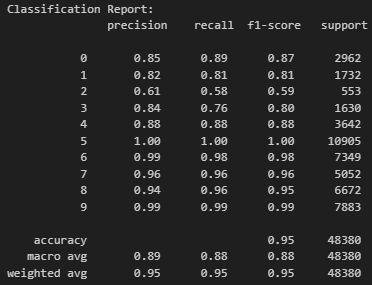 Classification Report:
precision recall f1-score support
0 0.85 0.89 0.87 2962
1 0.82 0.81 0.81 1732
2 0.61 0.58 0.59 553
3 0.84 0.76 0.80 1630
4 0.88 0.88 0.88 3642
5 1.00 1.00 1.00 10905
6 0.99 0.98 0.98 7349
7 0.96 0.96 0.96 5052
8 0.94 0.96 0.95 6672
9 0.99 0.99 0.99 7883
accuracy 0.95 48380
macro avg 0.89 0.88 0.88 48380
weighted avg 0.95 0.95 0.95 48380